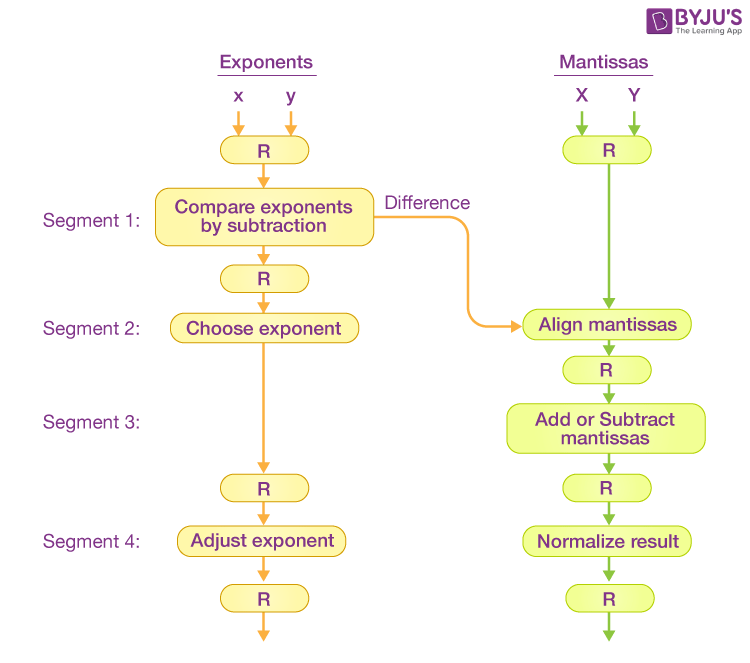 BYJU'S
The Learning App
Exponents
Mantissas
x y
X Y
R
R
Segment 1:
Compare exponents
by subtraction
Difference
R
Segment 2:
Choose exponent
Align mantissas
R
Segment 3:
Add or Subtract
mantissas
R
R
Segment 4:
Adjust exponent
Normalize result
R
R